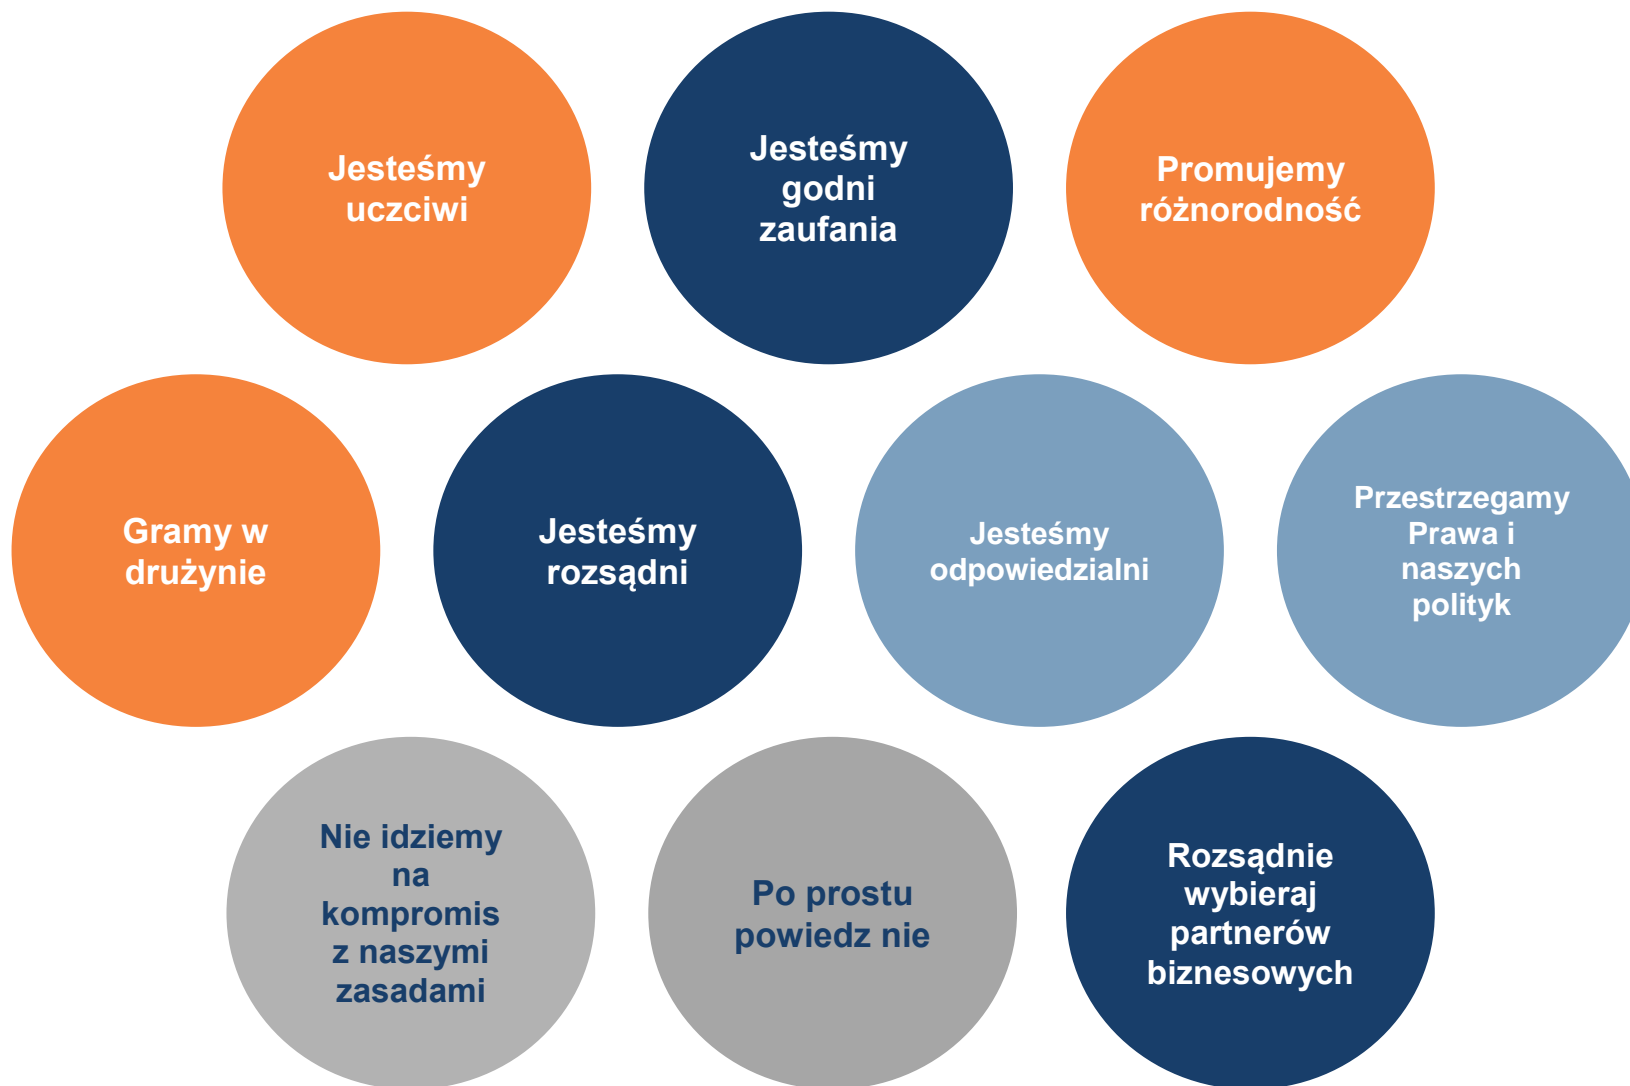 Jesteśmy
uczciwi
Jesteśmy
godni
zaufania
Promujemy
różnorodność
Gramy w
drużynie
Jesteśmy
rozsądni
Jesteśmy
odpowiedzialni
Przestrzegamy
Prawa i
naszych
polityk
Nie idziemy
na
kompromis
z naszymi
zasadami
Po prostu
powiedz nie
Rozsądnie
wybieraj
partnerów
biznesowych